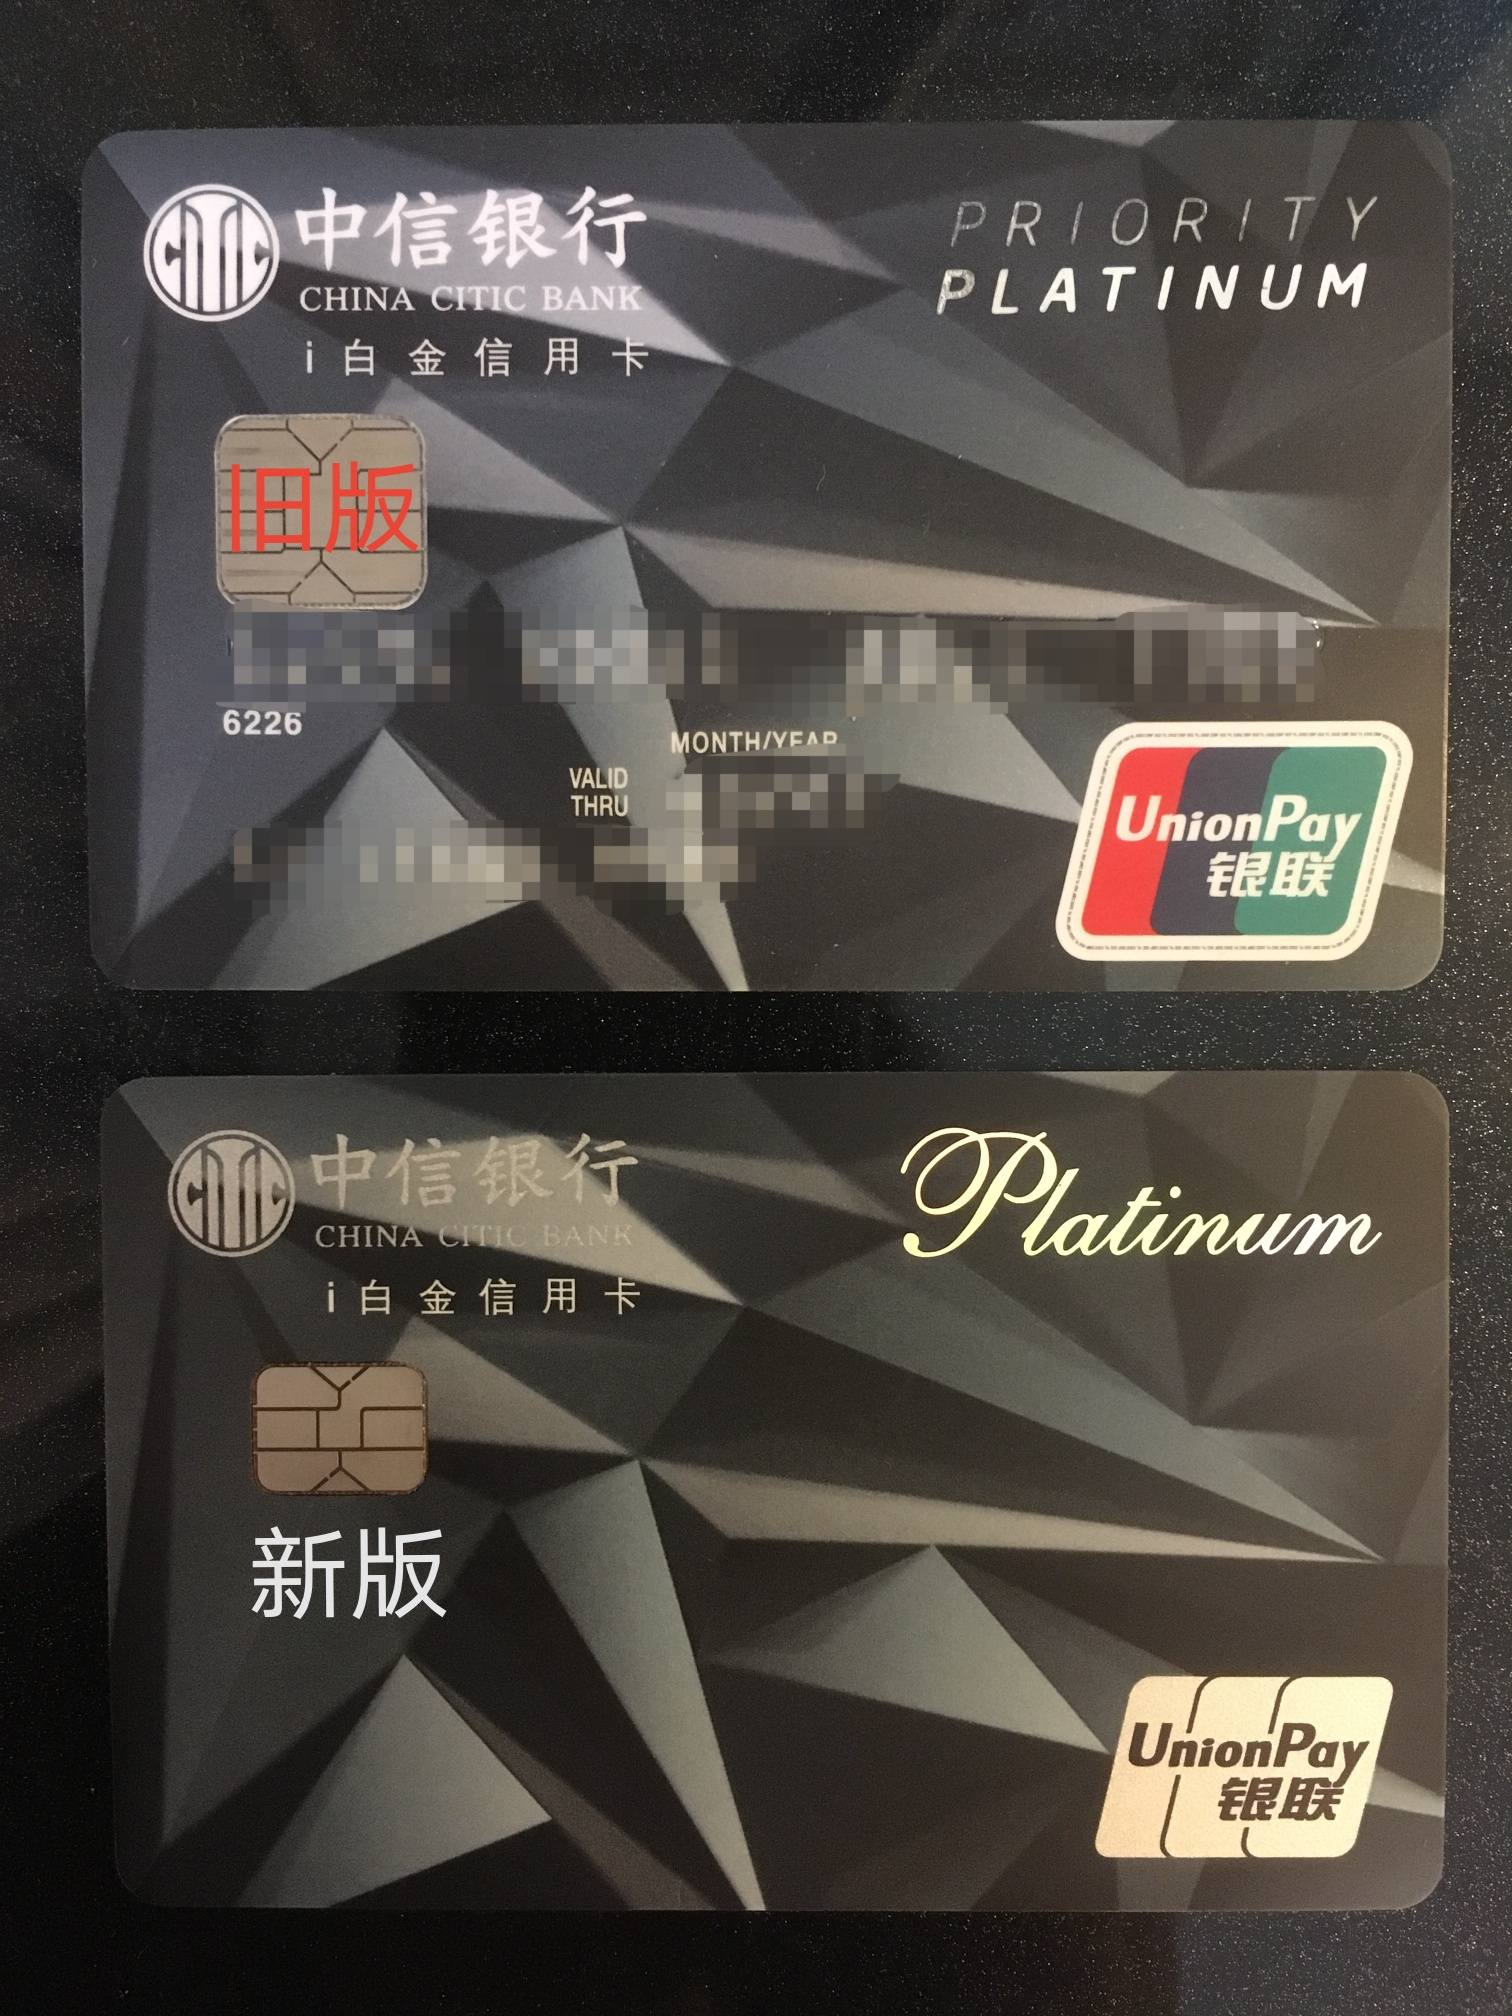 中信银行
CHINA CITIC BANK
i白金信用卡
PRIORITY
PLATINUM
旧版
6226
MONTH/YEAR
VALID
THRU
UnionPay
银联
中信银行
CHINA CITIC BANK
i白金信用卡
Platinum
新版
UnionPay
银联